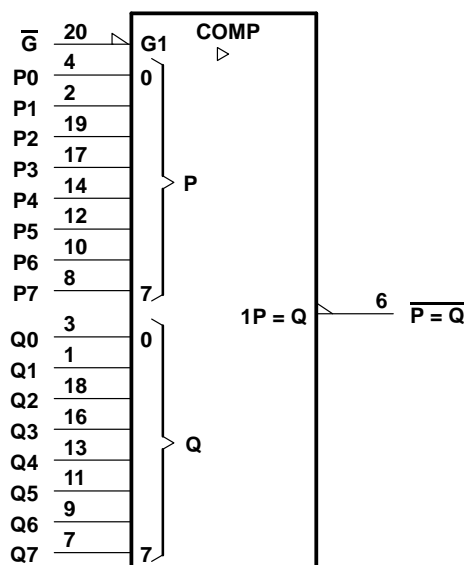 G 20 G1 COMP
P0 4 0
P1 2
P2 19
P3 17
P4 14 P
P5 12
P6 10
P7 8 7
1P = Q 6 P = Q
Q0 3 0
Q1 1
Q2 18
Q3 16
Q4 13 Q
Q5 11
Q6 9
Q7 7 7